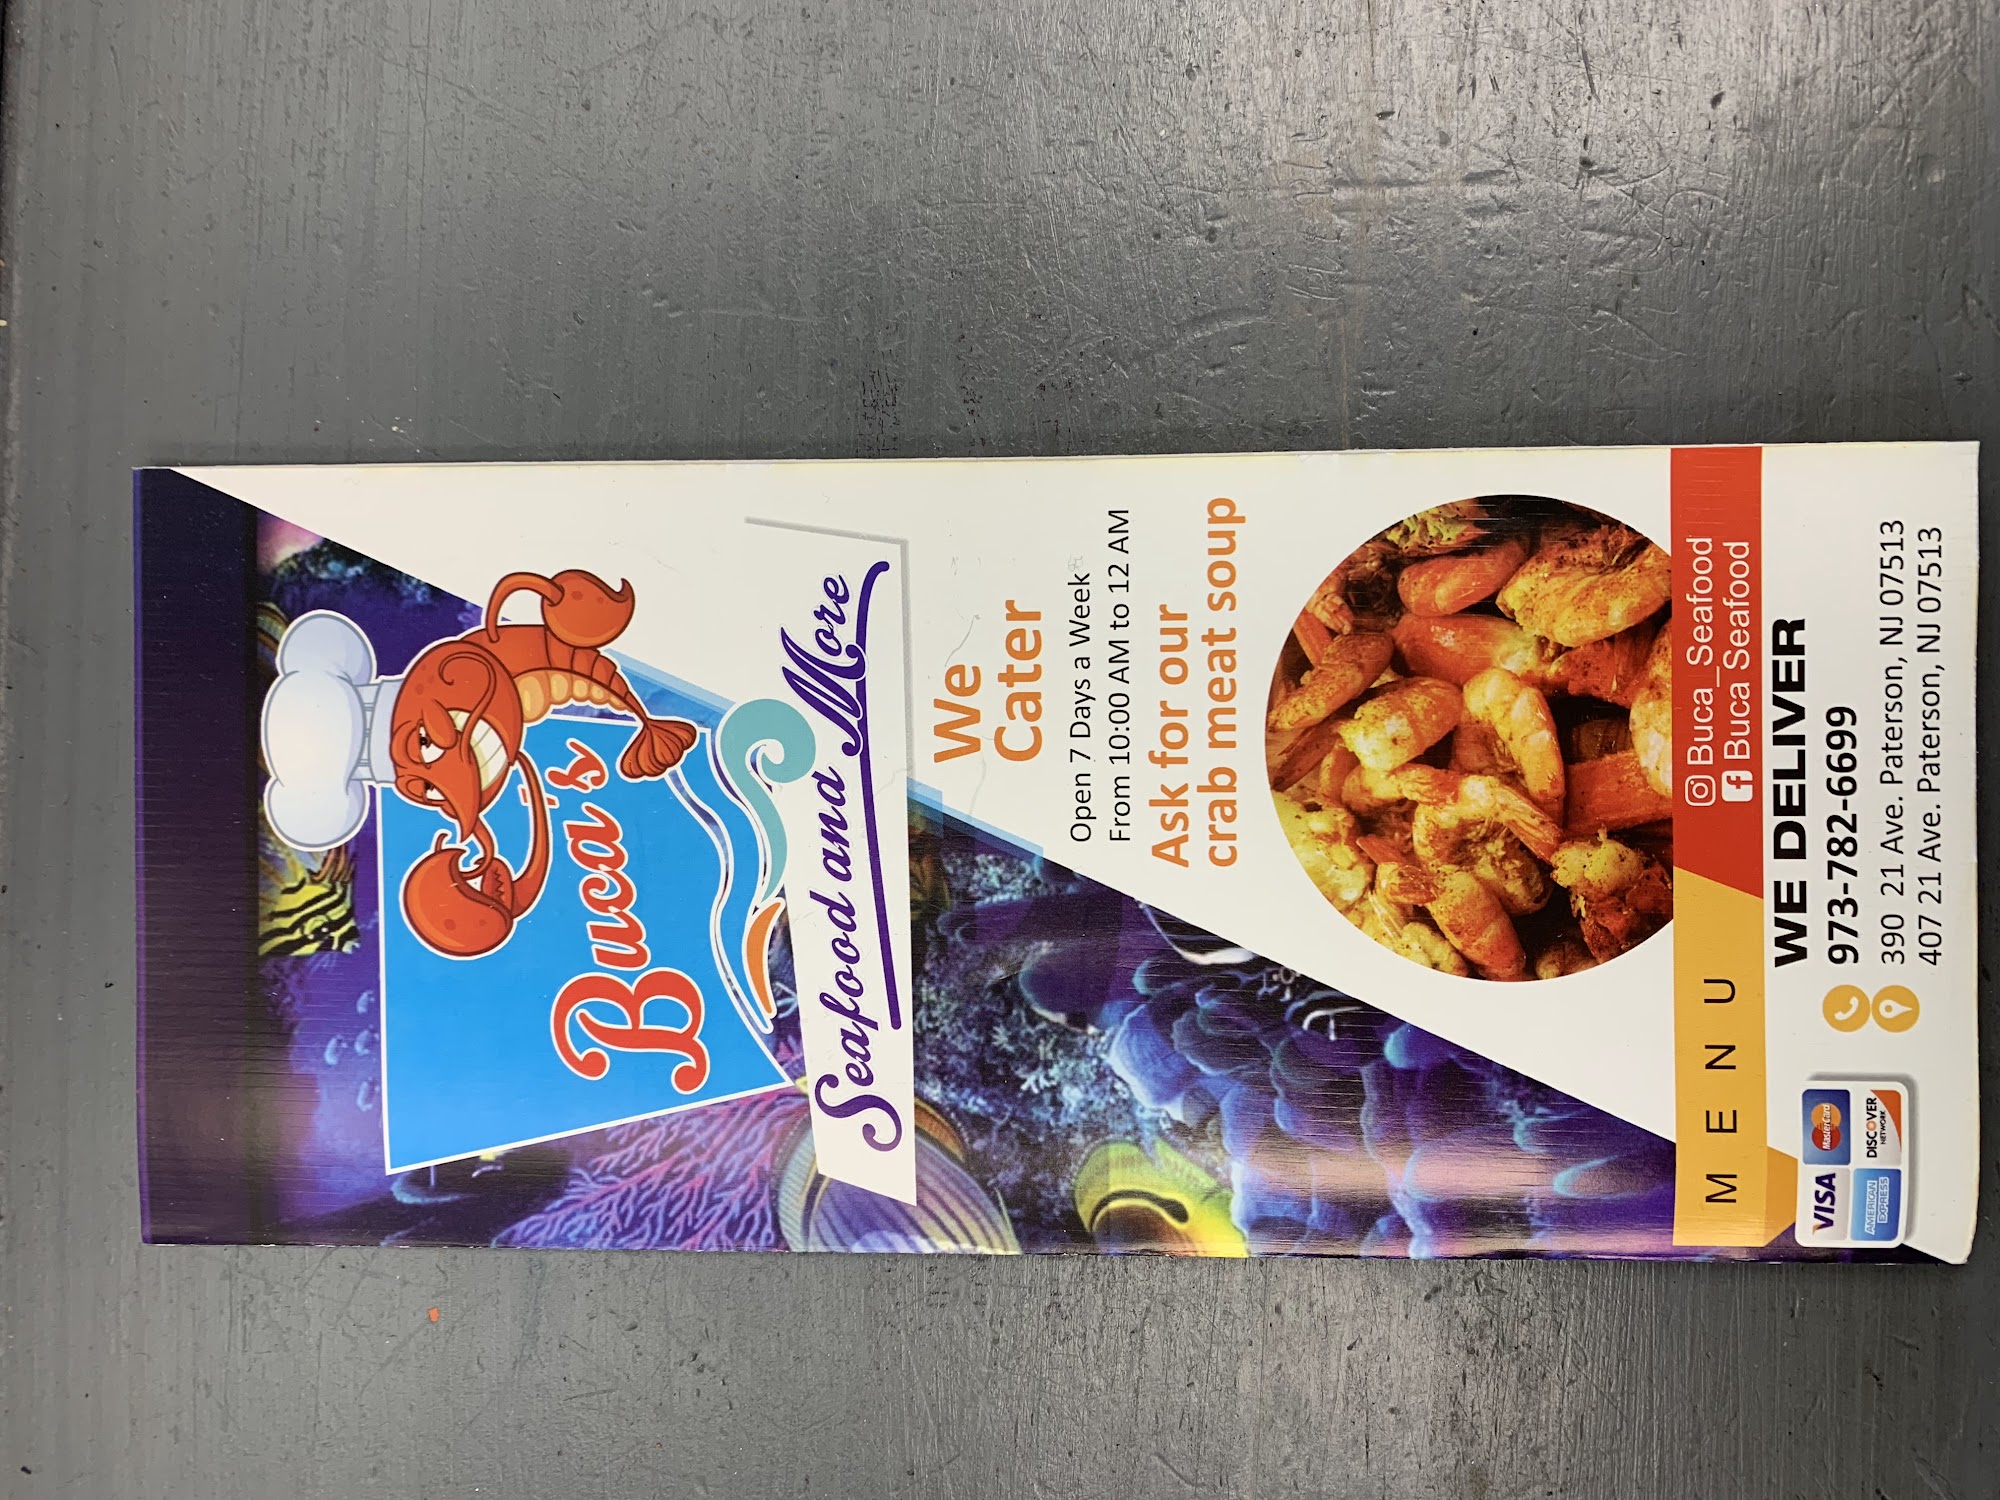 Buca's
Seafood and More
We
Cater
Open 7 Days a Week
From 10:00 AM to 12 AM
Ask for our
crab meat soup
Buca_Seafood
Buca Seafood
MENU
WE DELIVER
973-782-6699
390 21 Ave. Paterson, NJ 07513
407 21 Ave. Paterson, NJ 07513
VISA
MasterCard
AMERICAN
EXPRESS
DISCOVER
NETWORK